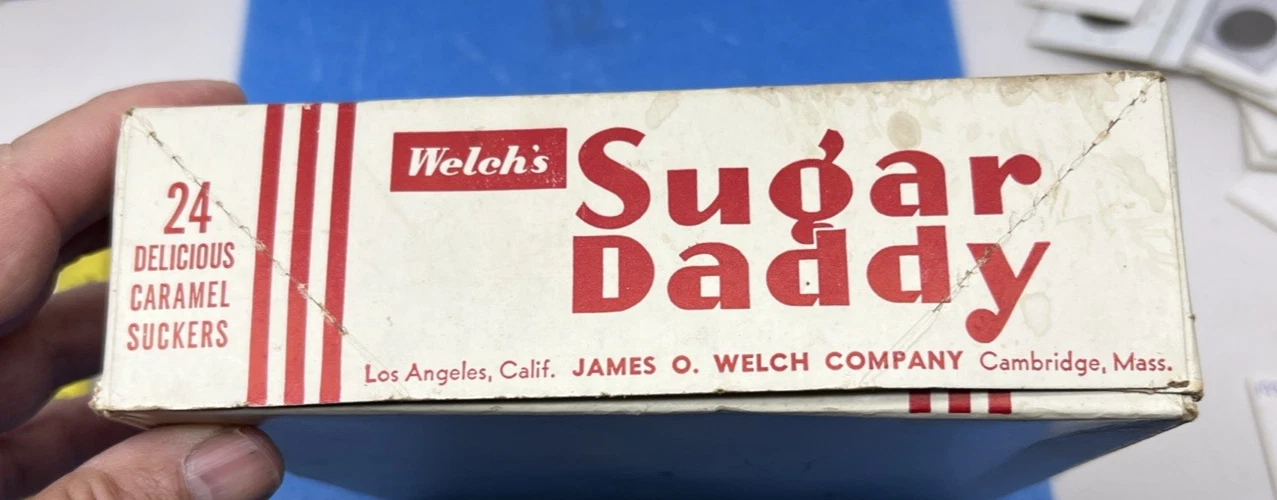 24
DELICIOUS
CARAMEL
SUCKERS
Welch's
Sugar
Daddy
Los Angeles, Calif. JAMES O. WELCH COMPANY Cambridge, Mass.